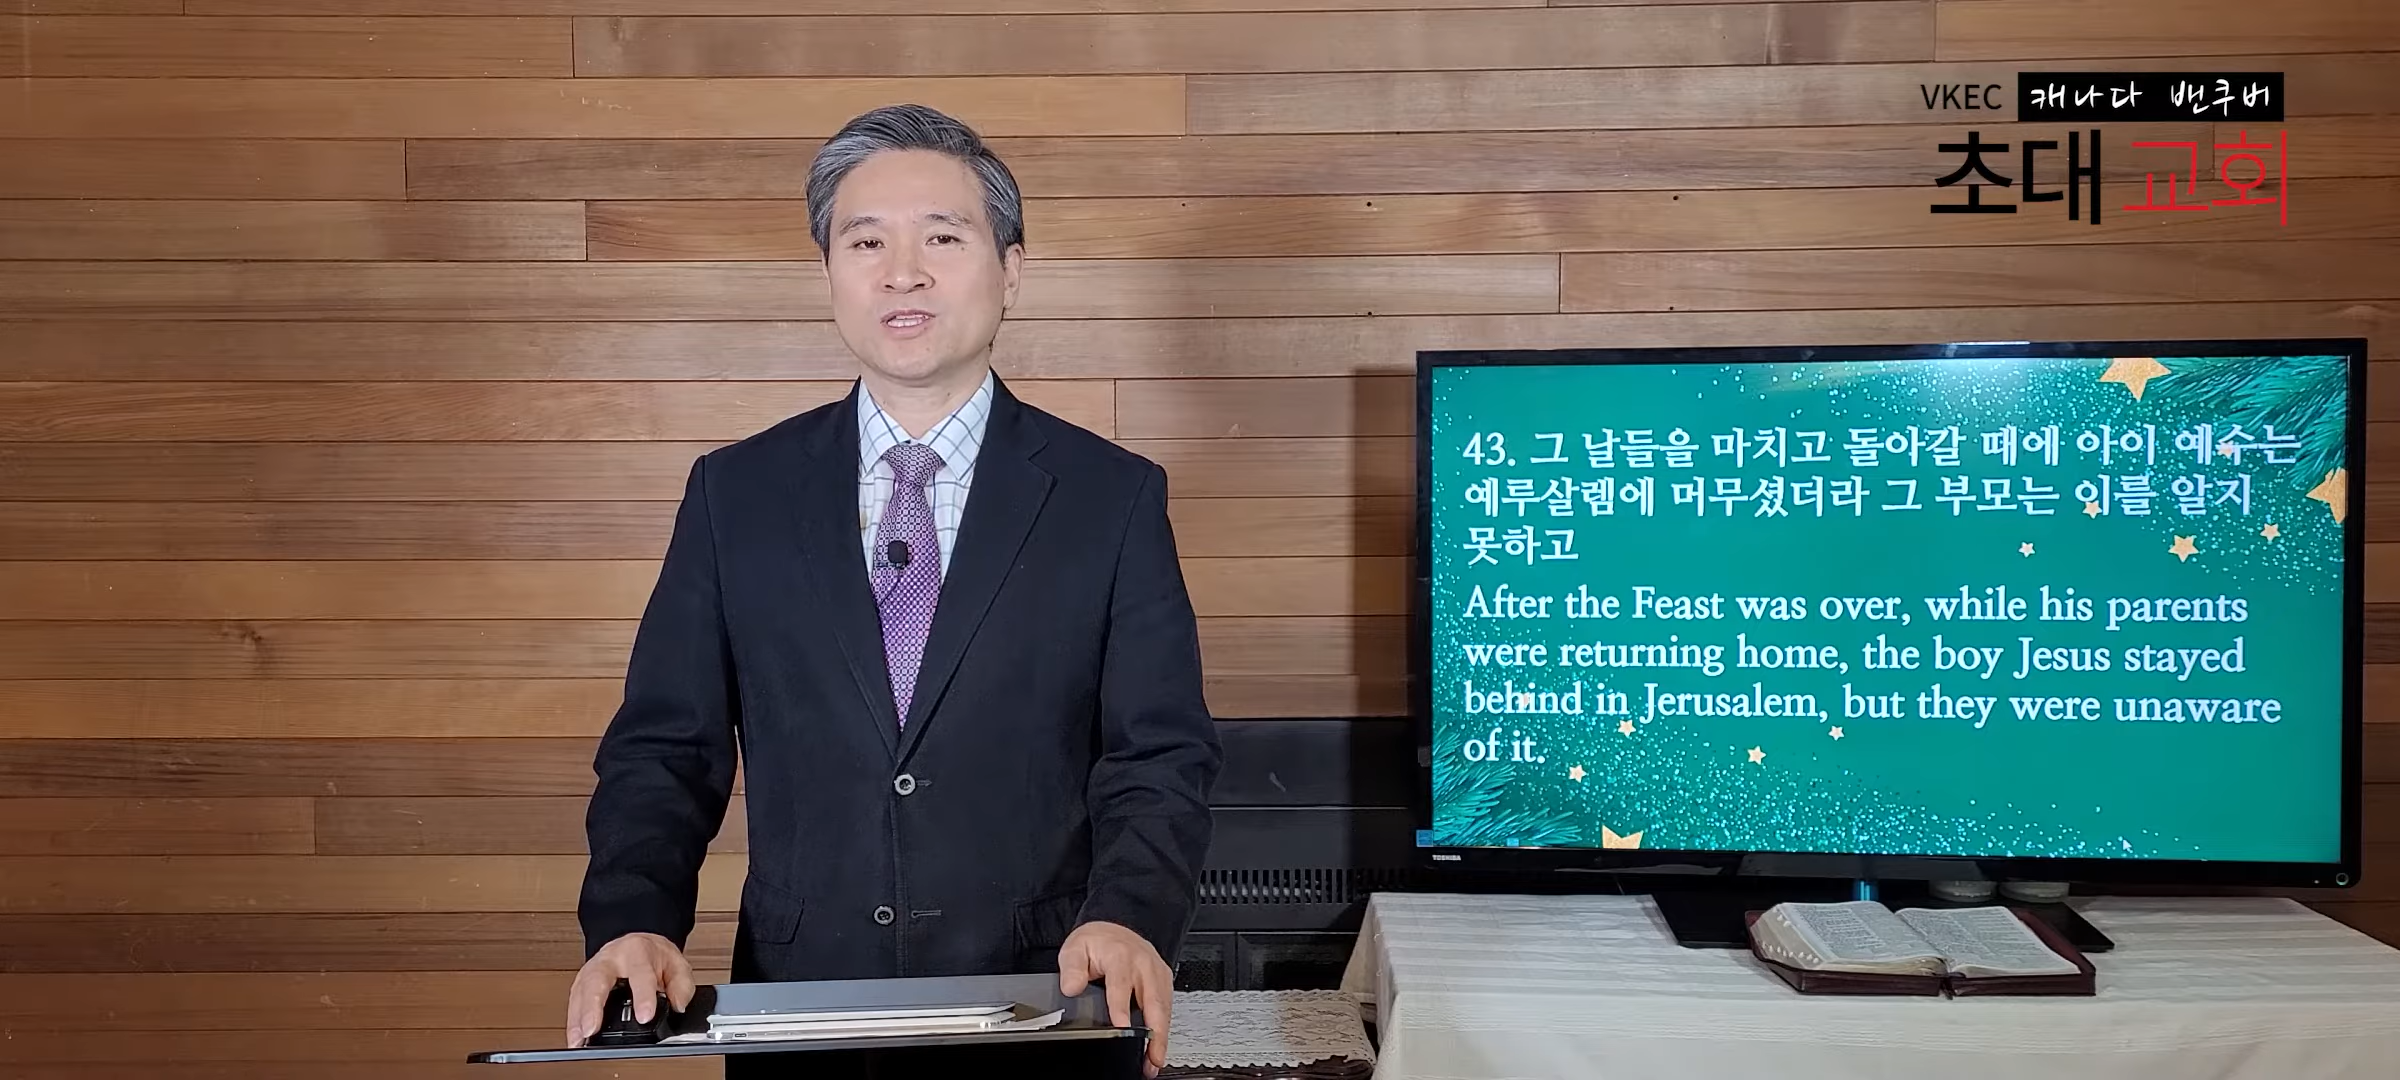 VKEC 캐나다 밴쿠버
초대 교회
43. 그 날들을 마치고 돌아갈 때에 아이 예수는
예루살렘에 머무셨더라 그 부모는 이를 알지
못하고
After the Feast was over, while his parents
were returning home, the boy Jesus stayed
behind in Jerusalem, but they were unaware
of it.
TOSHIBA